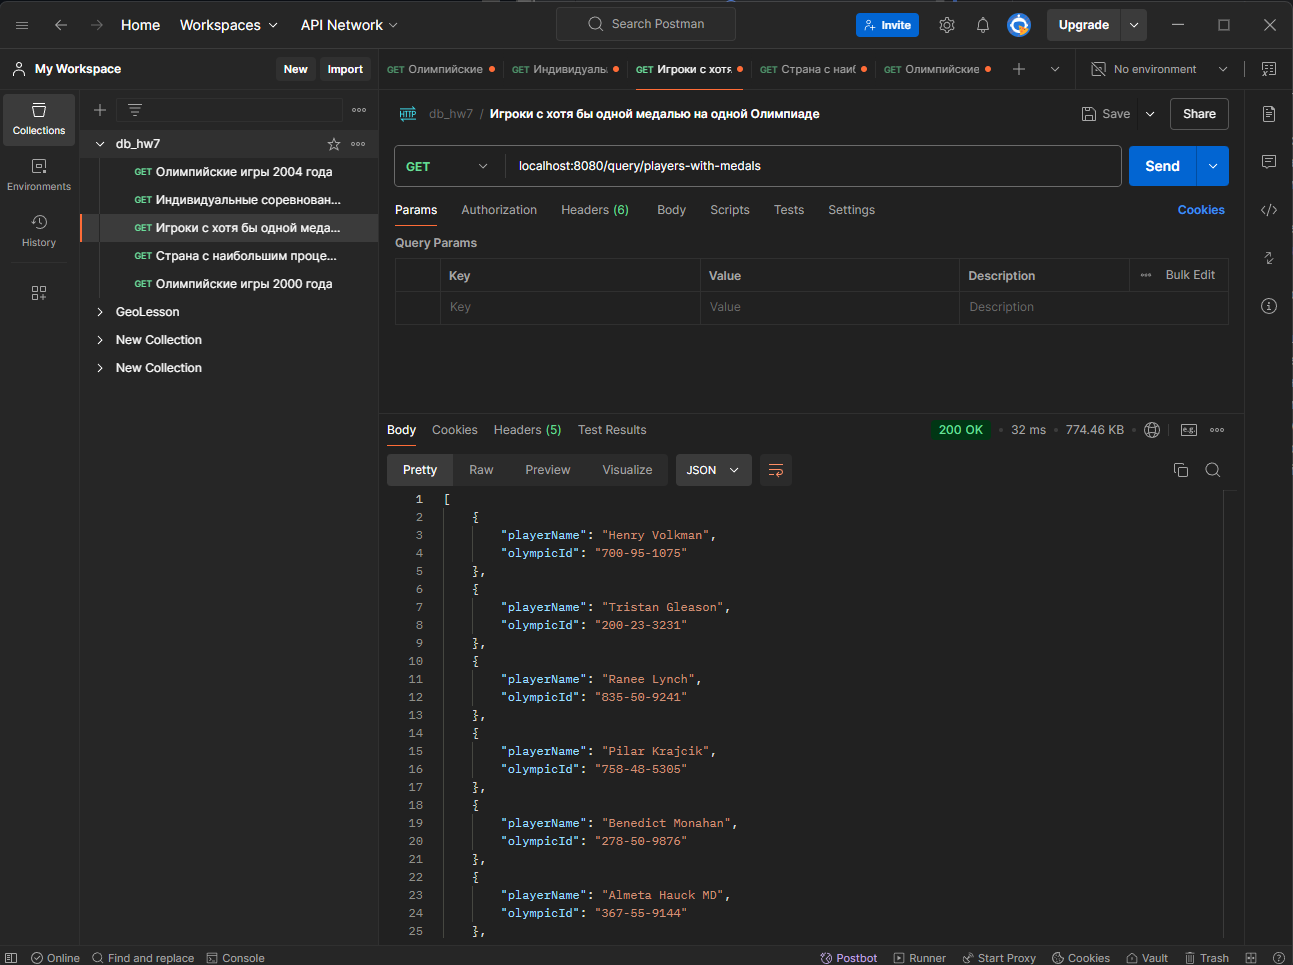 Home Workspaces API Network Search Postman Invite Upgrade
My Workspace New Import GET Олимпийские GET Индивидуаль GET Игроки с хотя GET Страна с наиб GET Олимпийские No environment
Collections
Environments
History
db_hw7
GET Олимпийские игры 2004 года
GET Индивидуальные соревнован...
GET Игроки с хотя бы одной меда...
GET Страна с наибольшим проце...
GET Олимпийские игры 2000 года
GeoLesson
New Collection
New Collection
HTTP db_hw7 / Игроки с хотя бы одной медалью на одной Олимпиаде Save Share
GET localhost:8080/query/players-with-medals Send
Params Authorization Headers (6) Body Scripts Tests Settings Cookies
Query Params
Key Value Description Bulk Edit
Key Value Description
Body Cookies Headers (5) Test Results 200 OK 32 ms 774.46 KB e.g.
Pretty Raw Preview Visualize JSON
1 [
2 {
3 "playerName": "Henry Volkman",
4 "olympicId": "700-95-1075"
5 },
6 {
7 "playerName": "Tristan Gleason",
8 "olympicId": "200-23-3231"
9 },
10 {
11 "playerName": "Ranee Lynch",
12 "olympicId": "835-50-9241"
13 },
14 {
15 "playerName": "Pilar Krajcik",
16 "olympicId": "758-48-5305"
17 },
18 {
19 "playerName": "Benedict Monahan",
20 "olympicId": "278-50-9876"
21 },
22 {
23 "playerName": "Almeta Hauck MD",
24 "olympicId": "367-55-9144"
25 },
Online Find and replace Console Postbot Runner Start Proxy Cookies Vault Trash